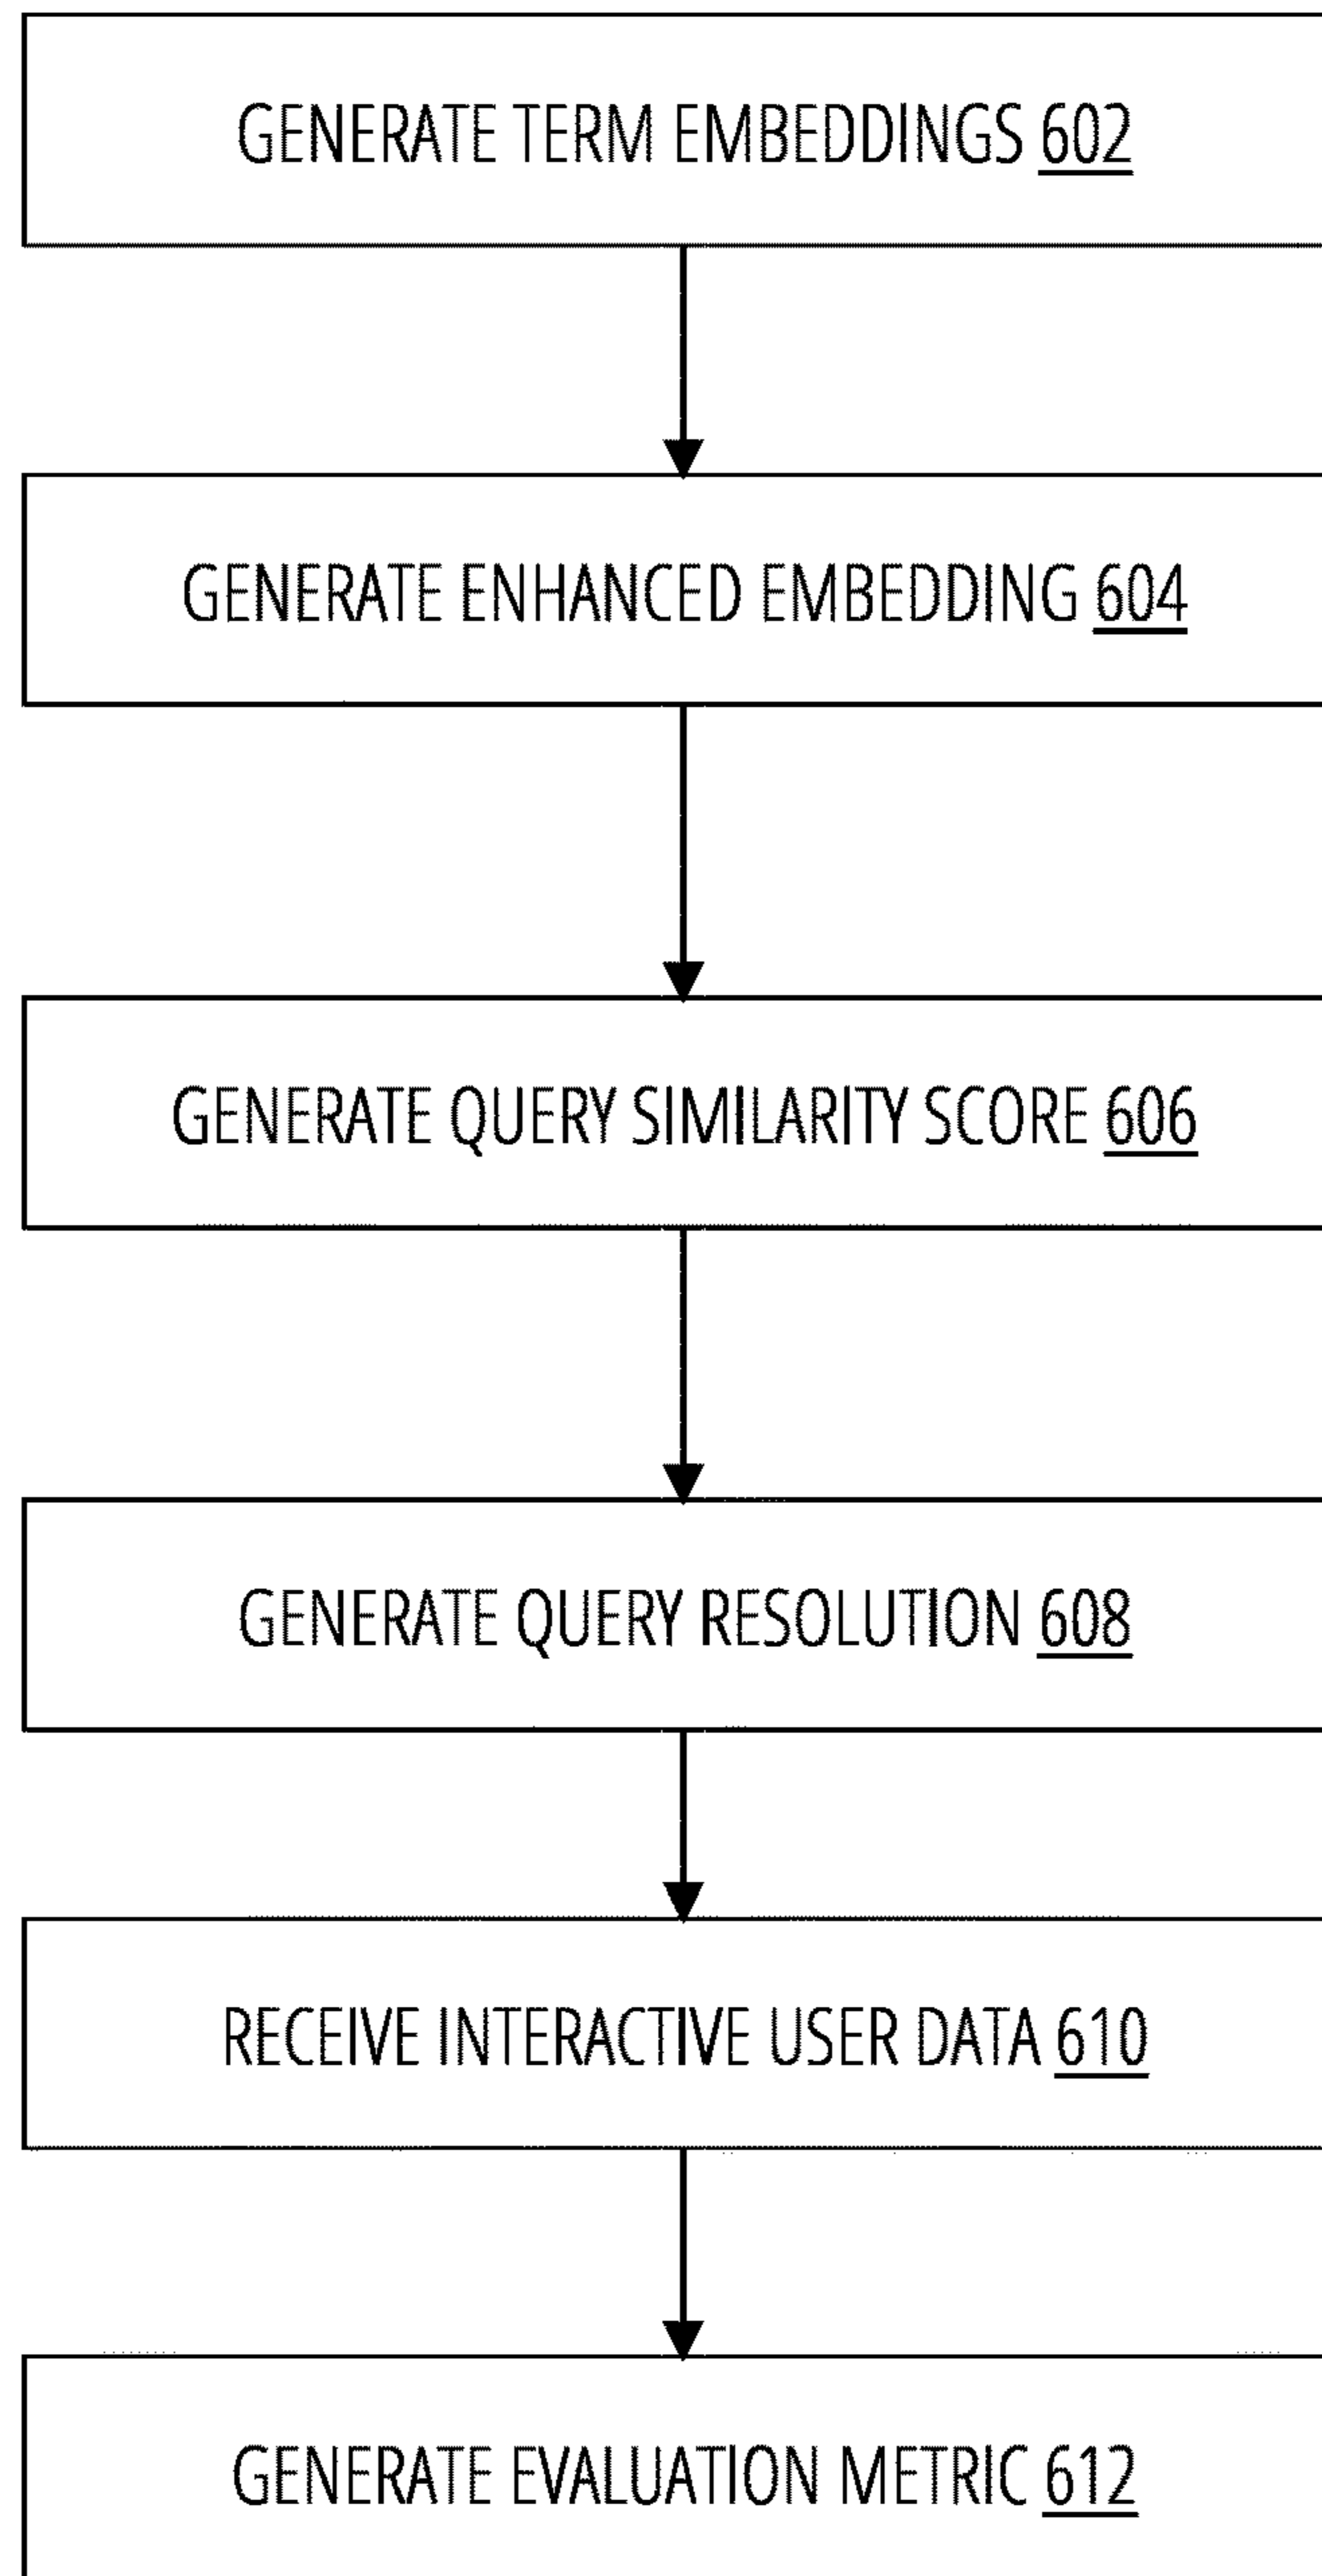 GENERATE TERM EMBEDDINGS 602
GENERATE ENHANCED EMBEDDING 604
GENERATE QUERY SIMILARITY SCORE 606
GENERATE QUERY RESOLUTION 608
RECEIVE INTERACTIVE USER DATA 610
GENERATE EVALUATION METRIC 612